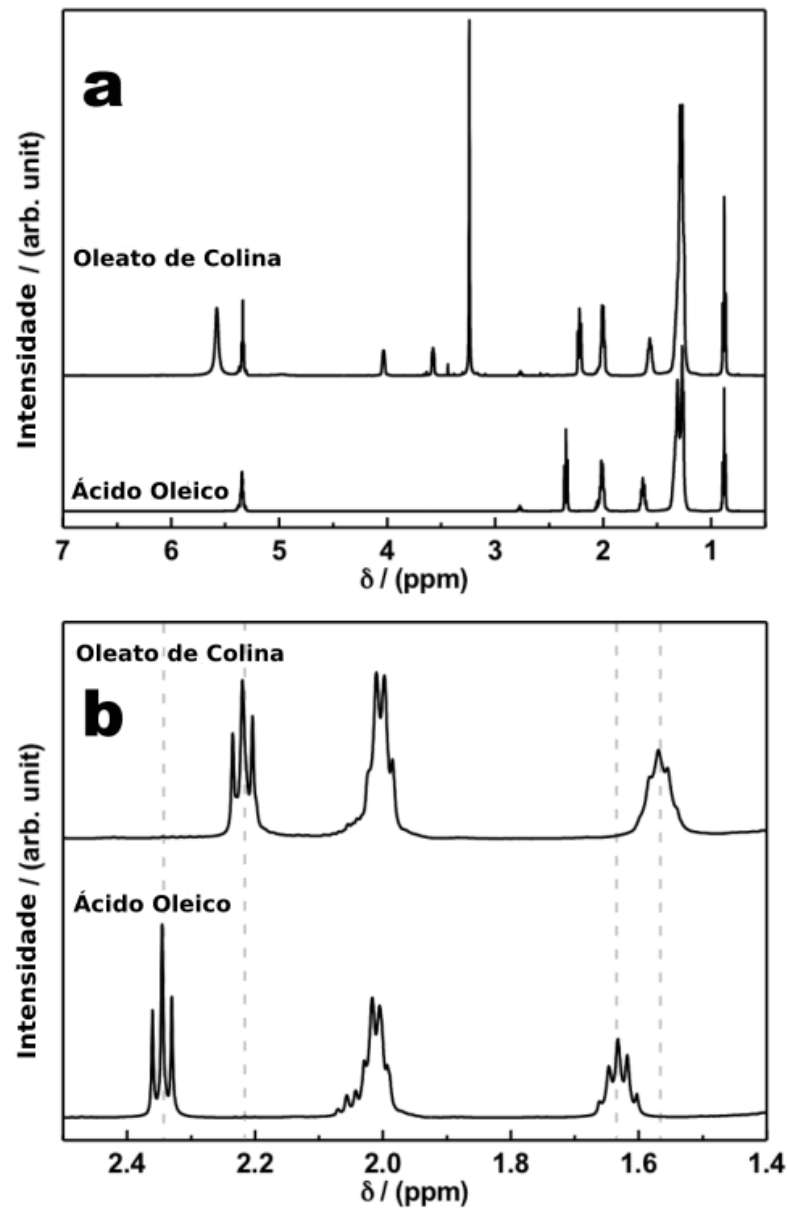 a
Intensidade / (arb. unit)
Oleato de Colina
Ácido Oleico
7 6 5 4 3 2 1
δ / (ppm)
Oleato de Colina
b
Intensidade / (arb. unit)
Ácido Oleico
2.4 2.2 2.0 1.8 1.6 1.4
δ / (ppm)